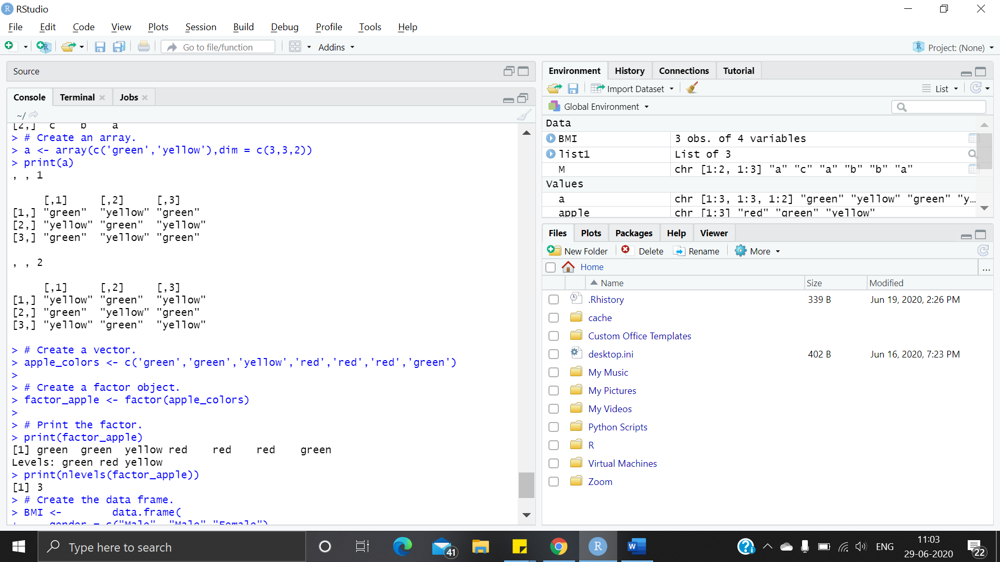 RStudio
File Edit Code View Plots Session Build Debug Profile Tools Help
Go to file/function Addins Project: (None)
Source
Console Terminal Jobs
~/
[2,] c b a
> # Create an array.
> a <- array(c('green','yellow'),dim = c(3,3,2))
> print(a)
, , 1
[,1] [,2] [,3]
[1,] "green" "yellow" "green"
[2,] "yellow" "green" "yellow"
[3,] "green" "yellow" "green"
, , 2
[,1] [,2] [,3]
[1,] "yellow" "green" "yellow"
[2,] "green" "yellow" "green"
[3,] "yellow" "green" "yellow"
> # Create a vector.
> apple_colors <- c('green','green','yellow','red','red','red','green')
>
> # Create a factor object.
> factor_apple <- factor(apple_colors)
>
> # Print the factor.
> print(factor_apple)
[1] green green yellow red red red green
Levels: green red yellow
> print(nlevels(factor_apple))
[1] 3
> # Create the data frame.
> BMI <- data.frame(
+ gender = c("Male", "Male","Female"),
Environment History Connections Tutorial
Import Dataset List
Global Environment
Data
BMI 3 obs. of 4 variables
list1 List of 3
M chr [1:2, 1:3] "a" "c" "a" "b" "b" "a"
Values
a chr [1:3, 1:3, 1:2] "green" "yellow" "green" "y...
apple chr [1:3] "red" "green" "yellow"
Files Plots Packages Help Viewer
New Folder Delete Rename More
Home ...
Name Size Modified
.Rhistory 339 B Jun 19, 2020, 2:26 PM
cache
Custom Office Templates
desktop.ini 402 B Jun 16, 2020, 7:23 PM
My Music
My Pictures
My Videos
Python Scripts
R
Virtual Machines
Zoom
Type here to search 41 R W ENG 11:03
29-06-2020 22